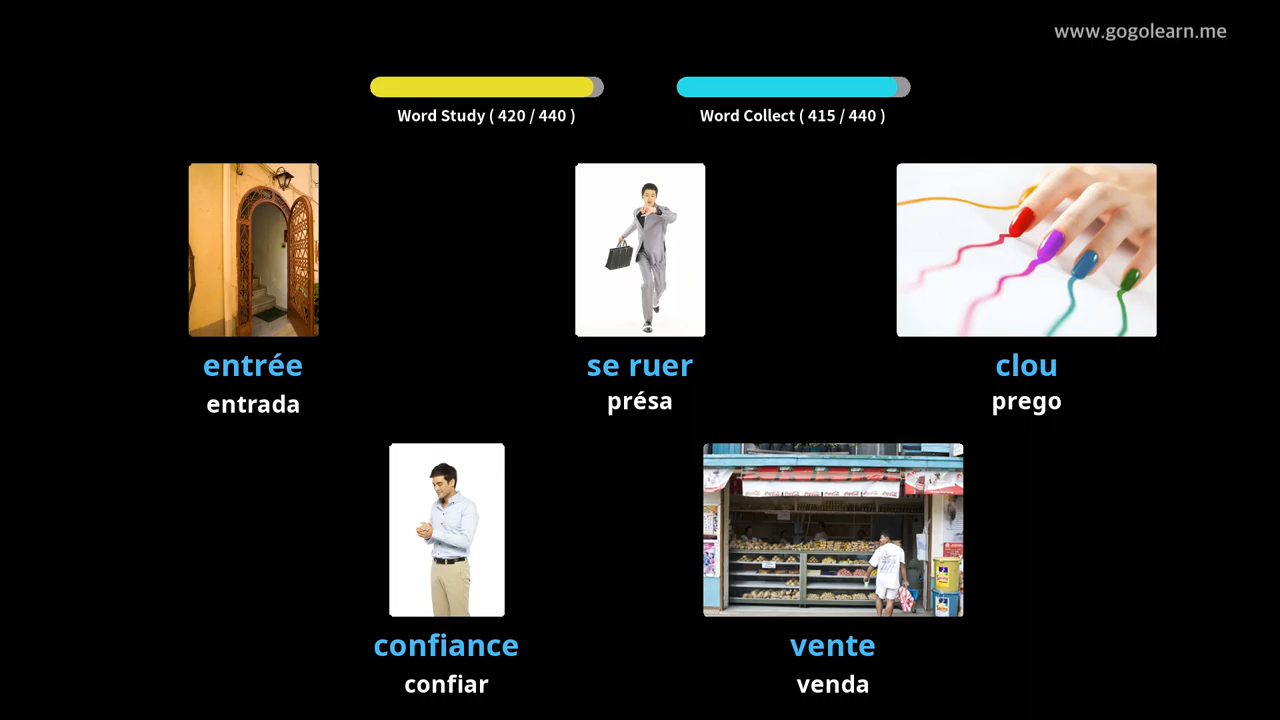 www.gogolearn.me
Word Study ( 420 / 440 )
Word Collect ( 415 / 440 )
entrée
entrada
se ruer
présa
clou
prego
confiance
confiar
vente
venda